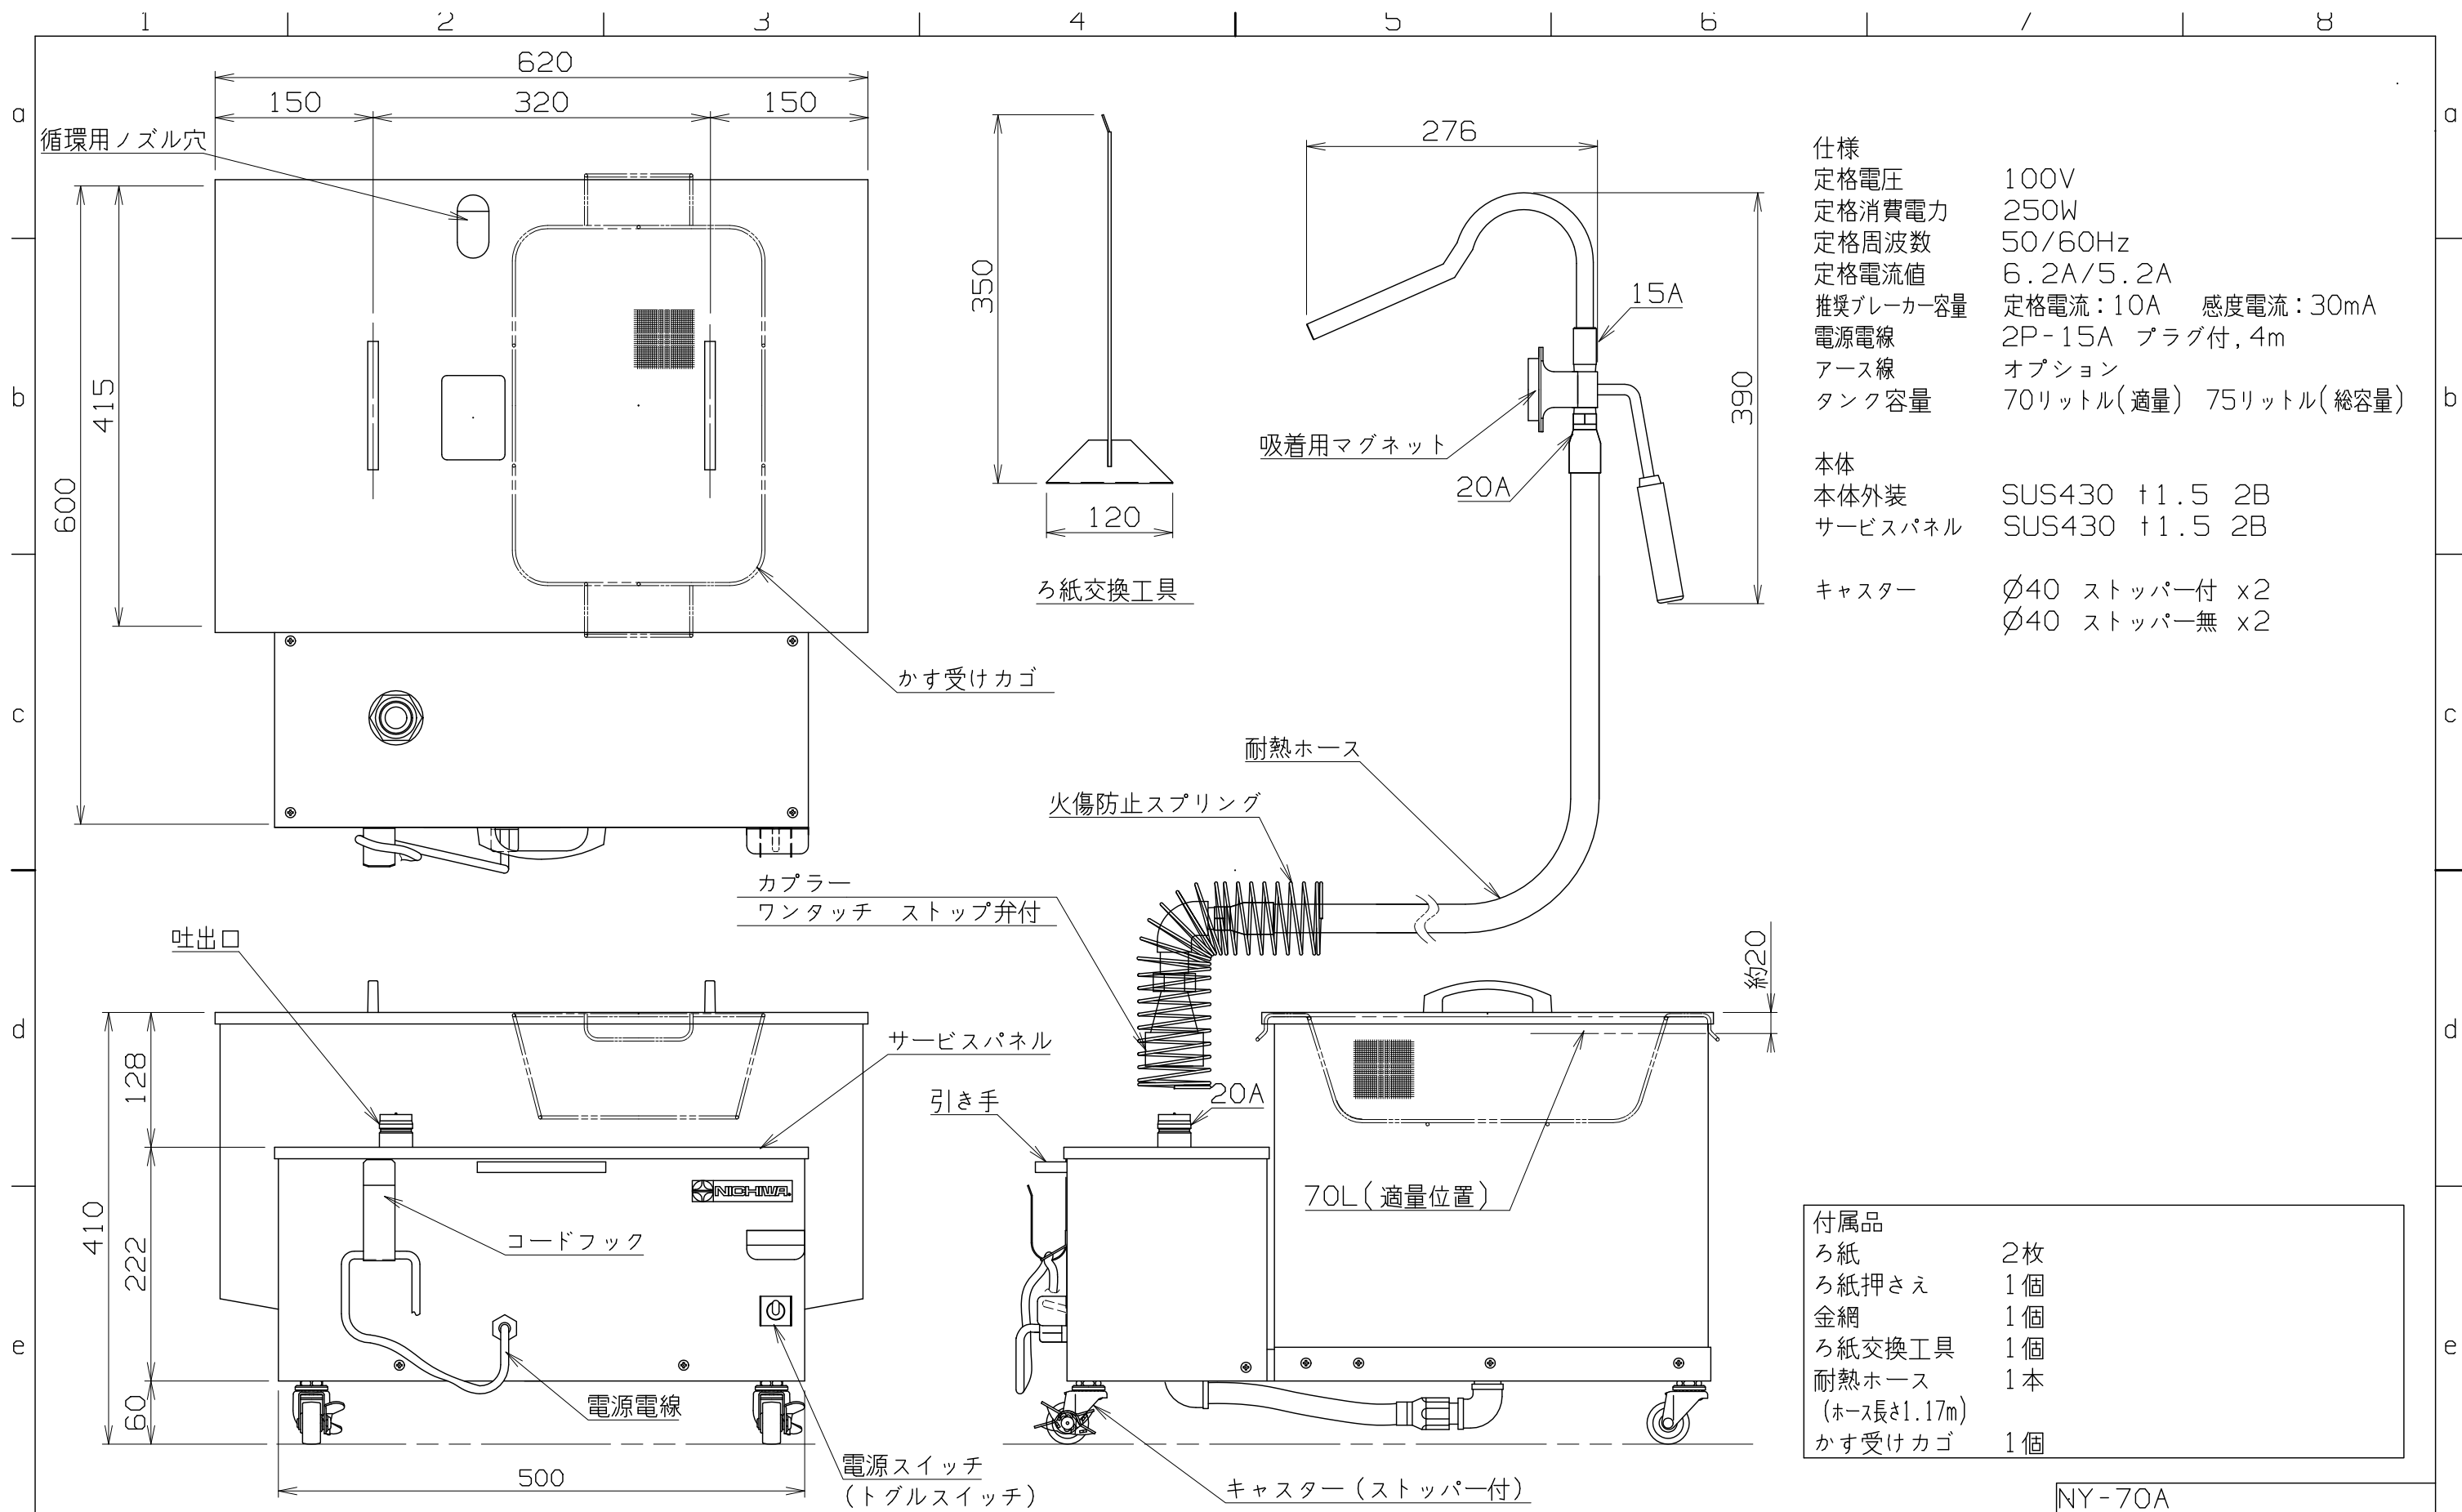 1 2 3 4 5 6 7 8
a
b
c
d
e
a
b
c
d
e
620
150 320 150
循環用ノズル穴
600
415
かす受けカゴ
350
120
ろ紙交換工具
276
390
15A
吸着用マグネット
20A
耐熱ホース
火傷防止スプリング
カプラー
ワンタッチ ストップ弁付
仕様
定格電圧 100V
定格消費電力 250W
定格周波数 50/60Hz
定格電流値 6.2A/5.2A
推奨ブレーカー容量 定格電流:10A 感度電流:30mA
電源電線 2P-15A プラグ付,4m
アース線 オプション
タンク容量 70リットル(適量) 75リットル(総容量)
本体
本体外装 SUS430 t1.5 2B
サービスパネル SUS430 t1.5 2B
キャスター Ø40 ストッパー付 x2
Ø40 ストッパー無 x2
吐出口
サービスパネル
410
128
222
60
NICHIWA
コードフック
電源電線
500
電源スイッチ
(トグルスイッチ)
引き手
20A
約20
70L(適量位置)
キャスター(ストッパー付)
付属品
ろ紙 2枚
ろ紙押さえ 1個
金網 1個
ろ紙交換工具 1個
耐熱ホース 1本
(ホース長さ1.17m)
かす受けカゴ 1個
NY-70A